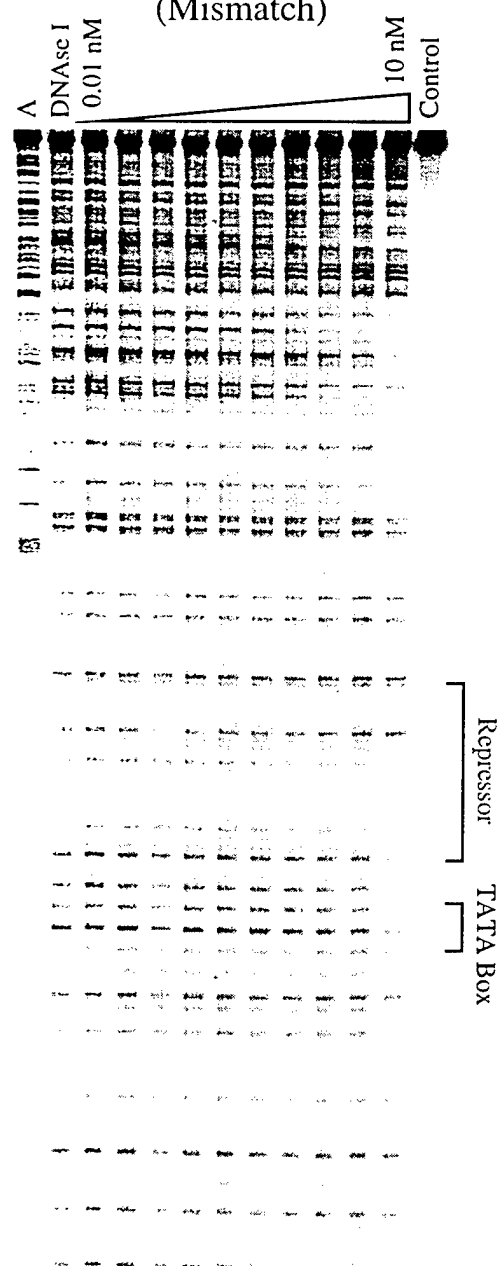 (Mismatch)
A
DNAse I
0.01 nM
10 nM
Control
Repressor
TATA Box